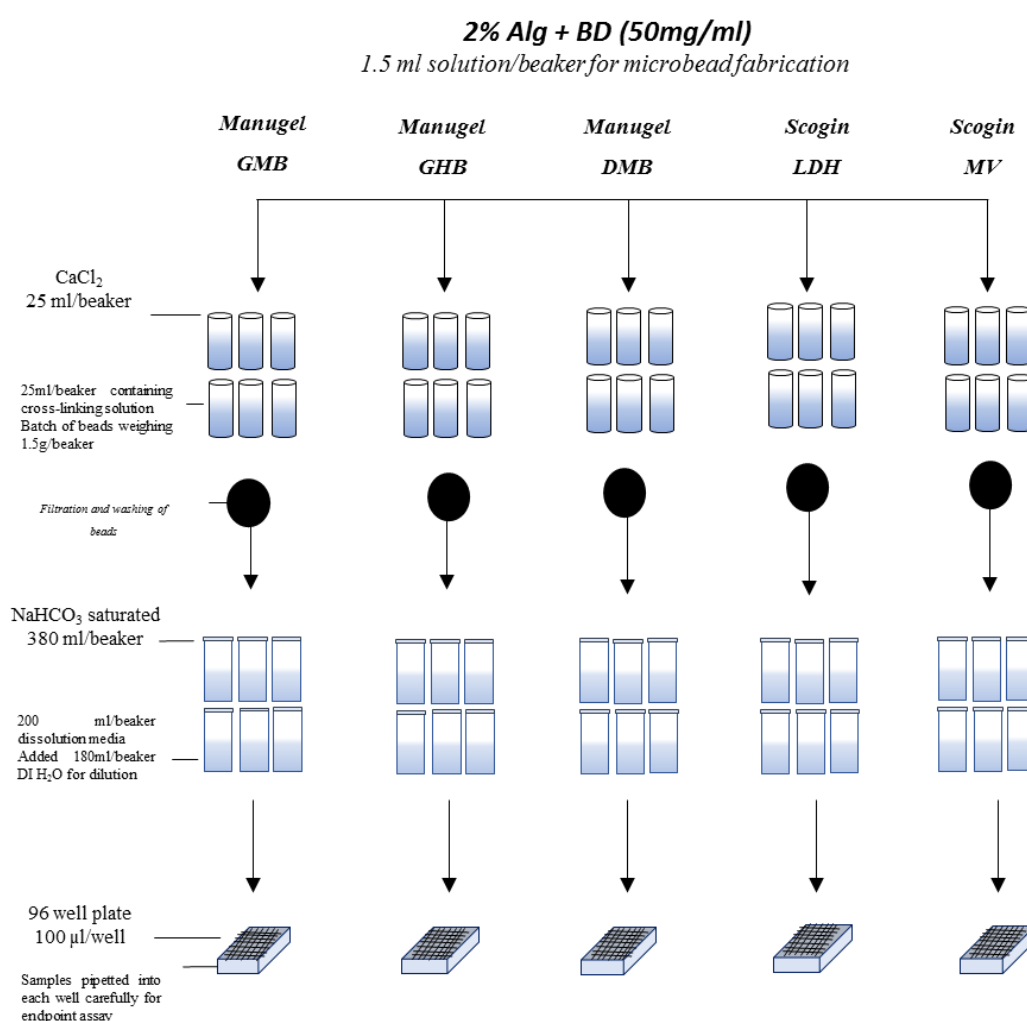 2% Alg + BD (50mg/ml)
1.5 ml solution/beaker for microbead fabrication
Manugel
GMB
Manugel
GHB
Manugel
DMB
Scogin
LDH
Scogin
MV
CaCl₂
25 ml/beaker
25ml/beaker containing
cross-linking solution
Batch of beads weighing
1.5g/beaker
Filtration and washing of
beads
NaHCO₃ saturated
380 ml/beaker
200 ml/beaker
dissolution media
Added 180ml/beaker
DI H₂O for dilution
96 well plate
100 µl/well
Samples pipetted into
each well carefully for
endpoint assay